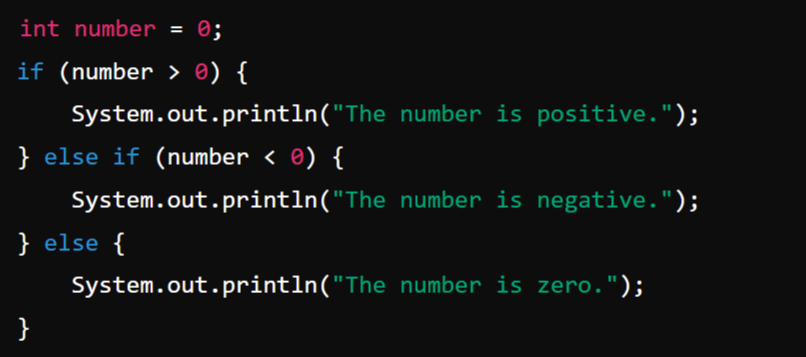 int number = 0;
if (number > 0) {
    System.out.println("The number is positive.");
} else if (number < 0) {
    System.out.println("The number is negative.");
} else {
    System.out.println("The number is zero.");
}